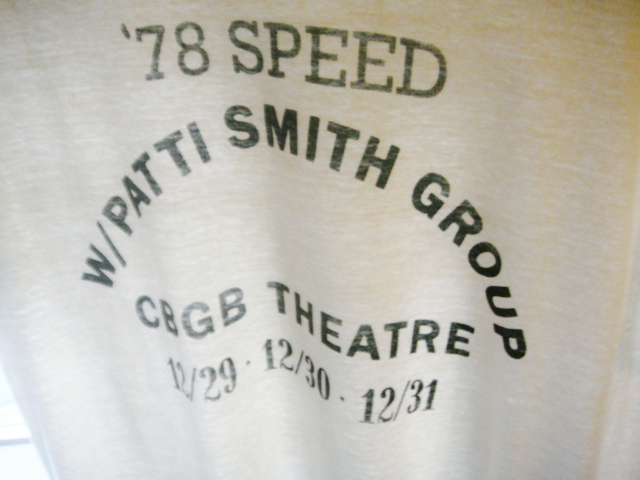 '78 SPEED
W/PATTI SMITH GROUP
CBGB THEATRE
12/29 · 12/30 · 12/31